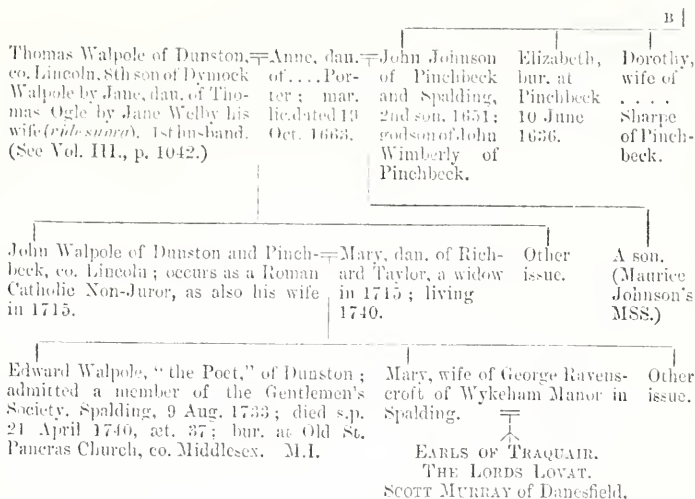 B
Thomas Walpole of Dunston,
co. Lincoln, 8th son of Dymock
Walpole by Jane, dan. of Tho-
mas Ogle by Jane Welby his
wife (vide supra). 1st husband.
(See Vol. III., p. 1042.)
Anne, dan.
of .... Por-
ter ; mar.
lic. dated 19
Oct. 1663.
John Johnson
of Pinchbeck
and Spalding,
2nd son, 1651 ;
godson of John
Wimberly of
Pinchbeck.
Elizabeth,
bur. at
Pinchbeck
10 June
1636.
Dorothy,
wife of
. . . .
Sharpe
of Pinch-
beck.
John Walpole of Dunston and Pinch-
beck, co. Lincoln ; occurs as a Roman
Catholic Non-Juror, as also his wife
in 1715.
Mary, dan. of Rich-
ard Taylor, a widow
in 1715 ; living
1740.
Other
issue.
A son.
(Maurice
Johnson's
MSS.)
Edward Walpole, "the Poet," of Dunston ;
admitted a member of the Gentlemen's
Society, Spalding, 9 Aug. 1733 ; died s.p.
21 April 1740, æt. 37 ; bur. at Old St.
Pancras Church, co. Middlesex. M.I.
Mary, wife of George Ravens-
croft of Wykeham Manor in
Spalding.
Other
issue.
EARLS OF TRAQUAIR.
THE LORDS LOVAT.
SCOTT MURRAY of Danesfield.